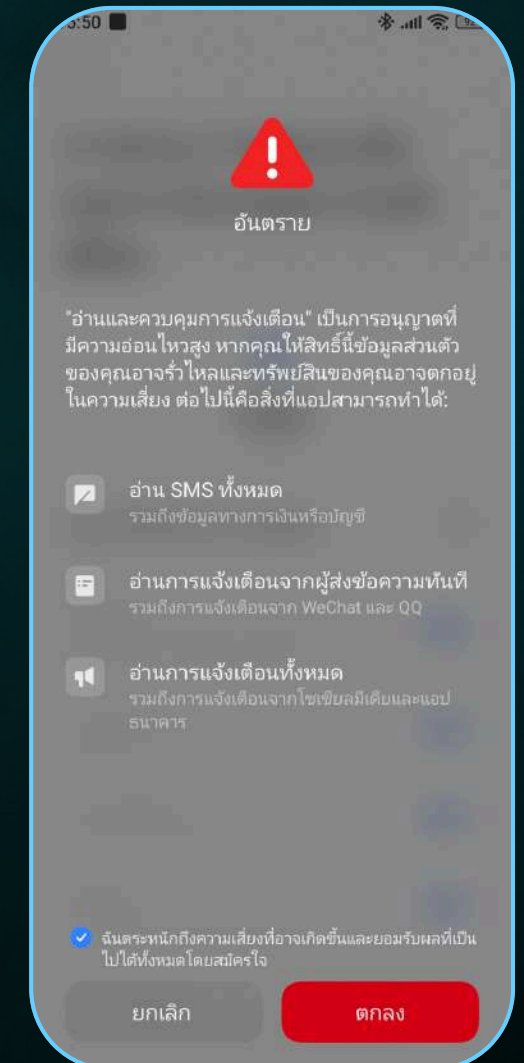 อันตราย
"อ่านและควบคุมการแจ้งเตือน" เป็นการอนุญาตที่
มีความอ่อนไหวสูง หากคุณให้สิทธิ์นี้ข้อมูลส่วนตัว
ของคุณอาจรั่วไหลและทรัพย์สินของคุณอาจตกอยู่
ในความเสี่ยง ต่อไปนี้คือสิ่งที่แอปสามารถทำได้:
อ่าน SMS ทั้งหมด
รวมถึงข้อมูลทางการเงินหรือบัญชี
อ่านการแจ้งเตือนจากผู้ส่งข้อความทันที
รวมถึงการแจ้งเตือนจาก WeChat และ QQ
อ่านการแจ้งเตือนทั้งหมด
รวมถึงการแจ้งเตือนจากโซเชียลมีเดียและแอป
ธนาคาร
ฉันตระหนักถึงความเสี่ยงที่อาจเกิดขึ้นและยอมรับผลที่เป็น
ไปได้ทั้งหมดโดยสมัครใจ
ยกเลิก
ตกลง